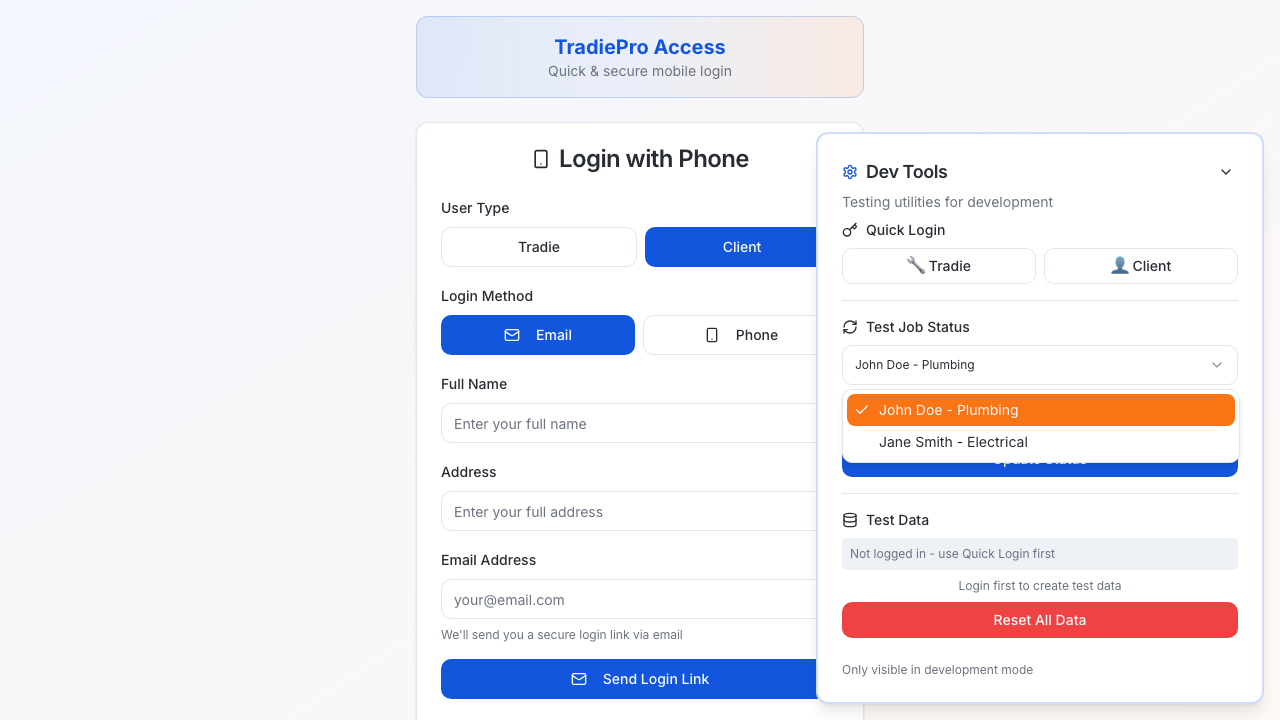 TradiePro Access
Quick & secure mobile login
Login with Phone
User Type
Tradie
Client
Login Method
Email
Phone
Full Name
Enter your full name
Address
Enter your full address
Email Address
your@email.com
We'll send you a secure login link via email
Send Login Link
Dev Tools
Testing utilities for development
Quick Login
Tradie
Client
Test Job Status
John Doe - Plumbing
John Doe - Plumbing
Jane Smith - Electrical
Test Data
Not logged in - use Quick Login first
Login first to create test data
Reset All Data
Only visible in development mode